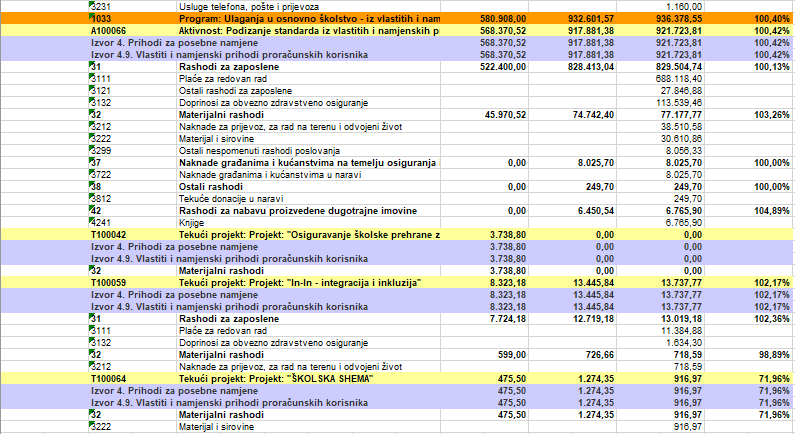 3231 Usluge telefona, pošte i prijevoza 1.160,00
1033 Program: Ulaganja u osnovno školstvo - iz vlastitih i nam 580.908,00 932.601,57 936.378,55 100,40%
A100066 Aktivnost: Podizanje standarda iz vlastitih i namjenskih p 568.370,52 917.881,38 921.723,81 100,42%
Izvor 4. Prihodi za posebne namjene 568.370,52 917.881,38 921.723,81 100,42%
Izvor 4.9. Vlastiti i namjenski prihodi proračunskih korisnika 568.370,52 917.881,38 921.723,81 100,42%
31 Rashodi za zaposlene 522.400,00 828.413,04 829.504,74 100,13%
3111 Plaće za redovan rad 688.118,40
3121 Ostali rashodi za zaposlene 27.846,88
3132 Doprinosi za obvezno zdravstveno osiguranje 113.539,46
32 Materijalni rashodi 45.970,52 74.742,40 77.177,77 103,26%
3212 Naknade za prijevoz, za rad na terenu i odvojeni život 38.510,58
3222 Materijal i sirovine 30.610,86
3299 Ostali nespomenuti rashodi poslovanja 8.056,33
37 Naknade građanima i kućanstvima na temelju osiguranja i 0,00 8.025,70 8.025,70 100,00%
3722 Naknade građanima i kućanstvima u naravi 8.025,70
38 Ostali rashodi 0,00 249,70 249,70 100,00%
3812 Tekuće donacije u naravi 249,70
42 Rashodi za nabavu proizvedene dugotrajne imovine 0,00 6.450,54 6.765,90 104,89%
4241 Knjige 6.765,90
T100042 Tekući projekt: Projekt: "Osiguravanje školske prehrane z 3.738,80 0,00 0,00
Izvor 4. Prihodi za posebne namjene 3.738,80 0,00 0,00
Izvor 4.9. Vlastiti i namjenski prihodi proračunskih korisnika 3.738,80 0,00 0,00
32 Materijalni rashodi 3.738,80 0,00 0,00
T100059 Tekući projekt: Projekt: "In-In - integracija i inkluzija" 8.323,18 13.445,84 13.737,77 102,17%
Izvor 4. Prihodi za posebne namjene 8.323,18 13.445,84 13.737,77 102,17%
Izvor 4.9. Vlastiti i namjenski prihodi proračunskih korisnika 8.323,18 13.445,84 13.737,77 102,17%
31 Rashodi za zaposlene 7.724,18 12.719,18 13.019,18 102,36%
3111 Plaće za redovan rad 11.384,88
3132 Doprinosi za obvezno zdravstveno osiguranje 1.634,30
32 Materijalni rashodi 599,00 726,66 718,59 98,89%
3212 Naknade za prijevoz, za rad na terenu i odvojeni život 718,59
T100064 Tekući projekt: Projekt: "ŠKOLSKA SHEMA" 475,50 1.274,35 916,97 71,96%
Izvor 4. Prihodi za posebne namjene 475,50 1.274,35 916,97 71,96%
Izvor 4.9. Vlastiti i namjenski prihodi proračunskih korisnika 475,50 1.274,35 916,97 71,96%
32 Materijalni rashodi 475,50 1.274,35 916,97 71,96%
3222 Materijal i sirovine 916,97